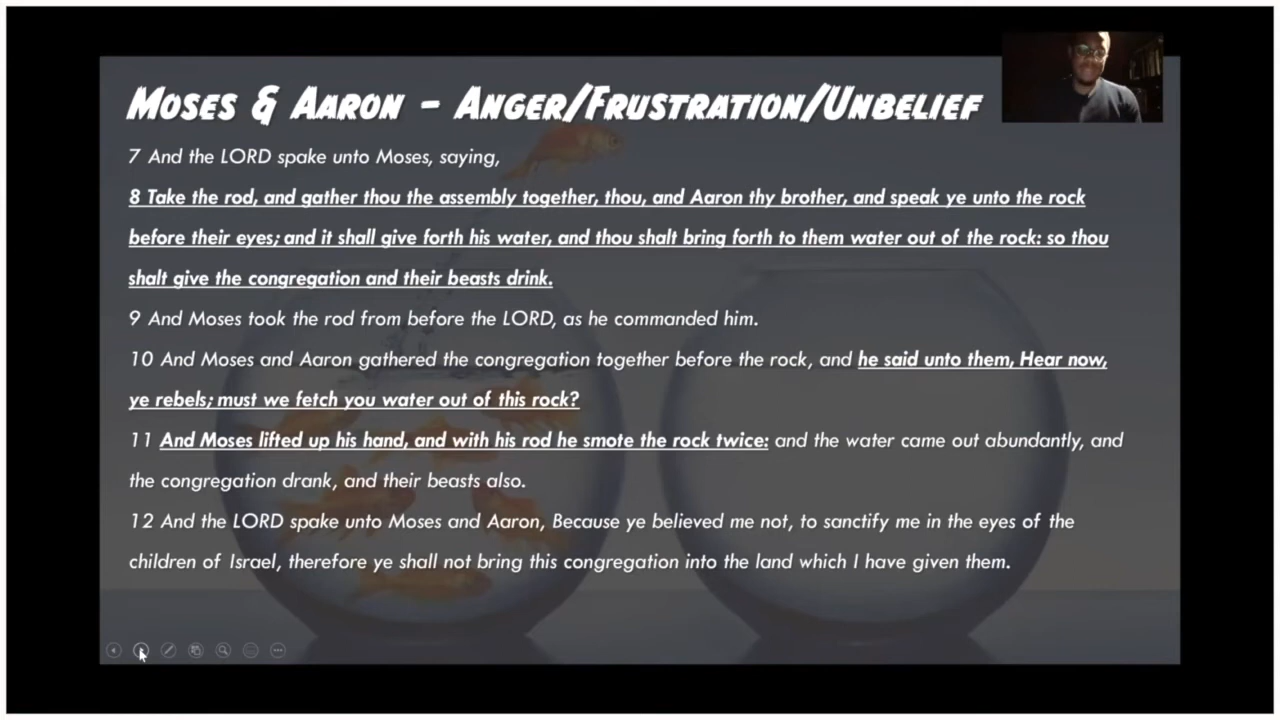 Moses & Aaron - Anger/Frustration/Unbelief
7 And the LORD spake unto Moses, saying,
8 Take the rod, and gather thou the assembly together, thou, and Aaron thy brother, and speak ye unto the rock
before their eyes; and it shall give forth his water, and thou shalt bring forth to them water out of the rock: so thou
shalt give the congregation and their beasts drink.
9 And Moses took the rod from before the LORD, as he commanded him.
10 And Moses and Aaron gathered the congregation together before the rock, and he said unto them, Hear now,
ye rebels; must we fetch you water out of this rock?
11 And Moses lifted up his hand, and with his rod he smote the rock twice: and the water came out abundantly, and
the congregation drank, and their beasts also.
12 And the LORD spake unto Moses and Aaron, Because ye believed me not, to sanctify me in the eyes of the
children of Israel, therefore ye shall not bring this congregation into the land which I have given them.